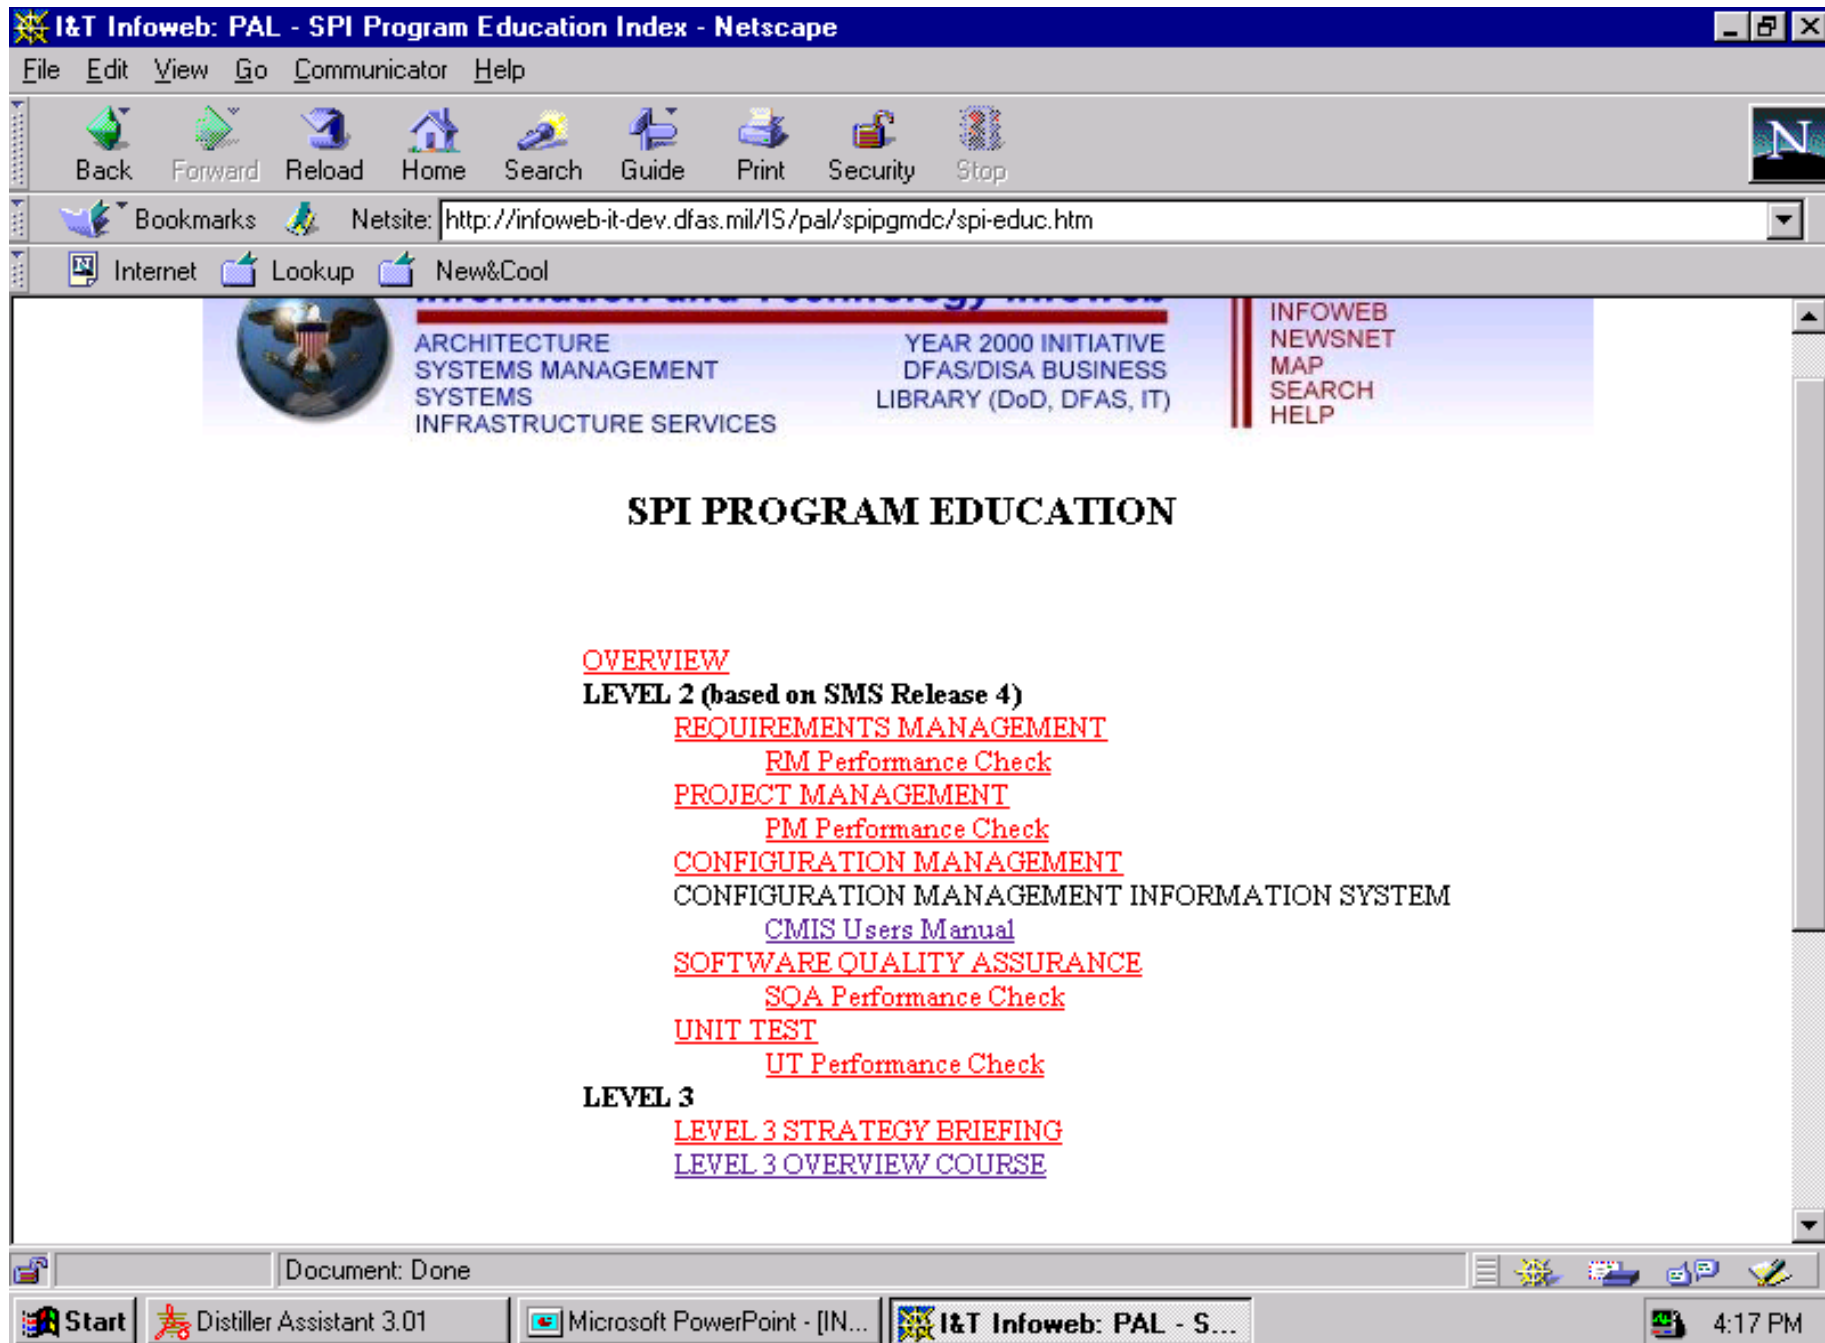 I&T Infoweb: PAL - SPI Program Education Index - Netscape
File Edit View Go Communicator Help
Back Forward Reload Home Search Guide Print Security Stop
N
Bookmarks Netsite: http://infoweb-it-dev.dfas.mil/IS/pal/spipgmdc/spi-educ.htm
Internet Lookup New&Cool
Information and Technology Infoweb
ARCHITECTURE YEAR 2000 INITIATIVE
SYSTEMS MANAGEMENT DFAS/DISA BUSINESS
SYSTEMS LIBRARY (DoD, DFAS, IT)
INFRASTRUCTURE SERVICES
INFOWEB
NEWSNET
MAP
SEARCH
HELP
SPI PROGRAM EDUCATION
OVERVIEW
LEVEL 2 (based on SMS Release 4)
REQUIREMENTS MANAGEMENT
RM Performance Check
PROJECT MANAGEMENT
PM Performance Check
CONFIGURATION MANAGEMENT
CONFIGURATION MANAGEMENT INFORMATION SYSTEM
CMIS Users Manual
SOFTWARE QUALITY ASSURANCE
SQA Performance Check
UNIT TEST
UT Performance Check
LEVEL 3
LEVEL 3 STRATEGY BRIEFING
LEVEL 3 OVERVIEW COURSE
Document: Done
Start Distiller Assistant 3.01 Microsoft PowerPoint - [IN... I&T Infoweb: PAL - S... 4:17 PM